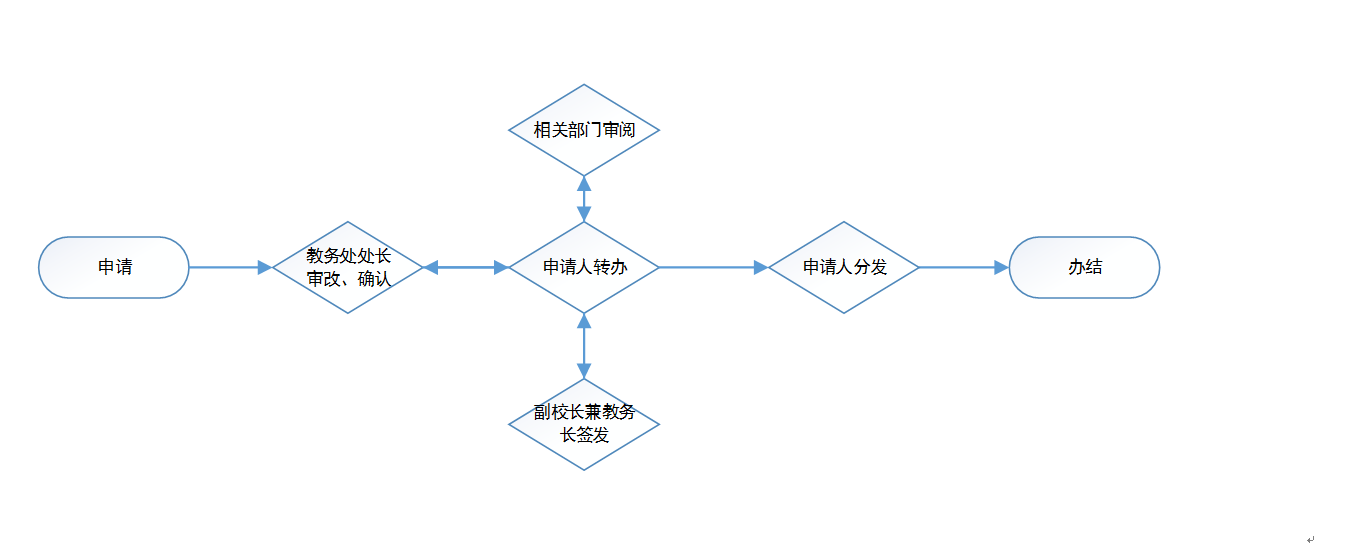 相关部门审阅
申请
教务处处长
审改、确认
申请人转办
申请人分发
办结
副校长兼教务
长签发